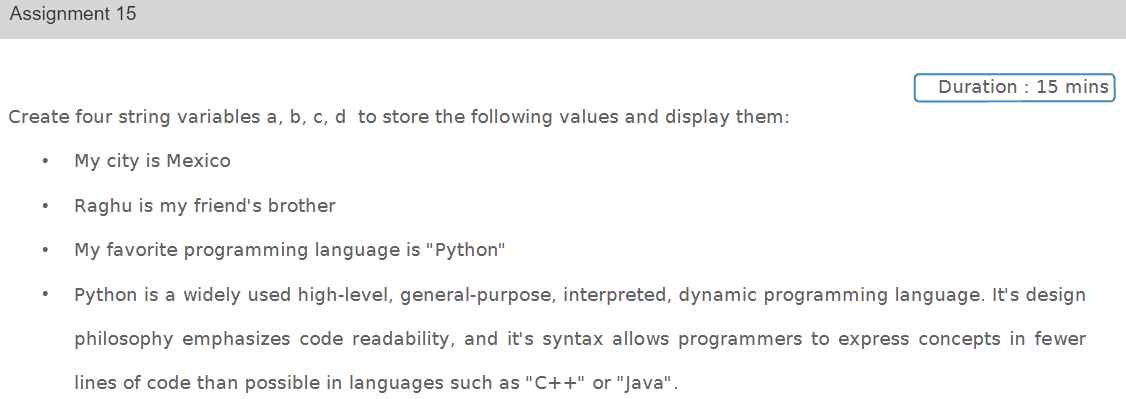 Assignment 15
Duration : 15 mins
Create four string variables a, b, c, d to store the following values and display them:
• My city is Mexico
• Raghu is my friend's brother
• My favorite programming language is "Python"
• Python is a widely used high-level, general-purpose, interpreted, dynamic programming language. It's design
philosophy emphasizes code readability, and it's syntax allows programmers to express concepts in fewer
lines of code than possible in languages such as "C++" or "Java".